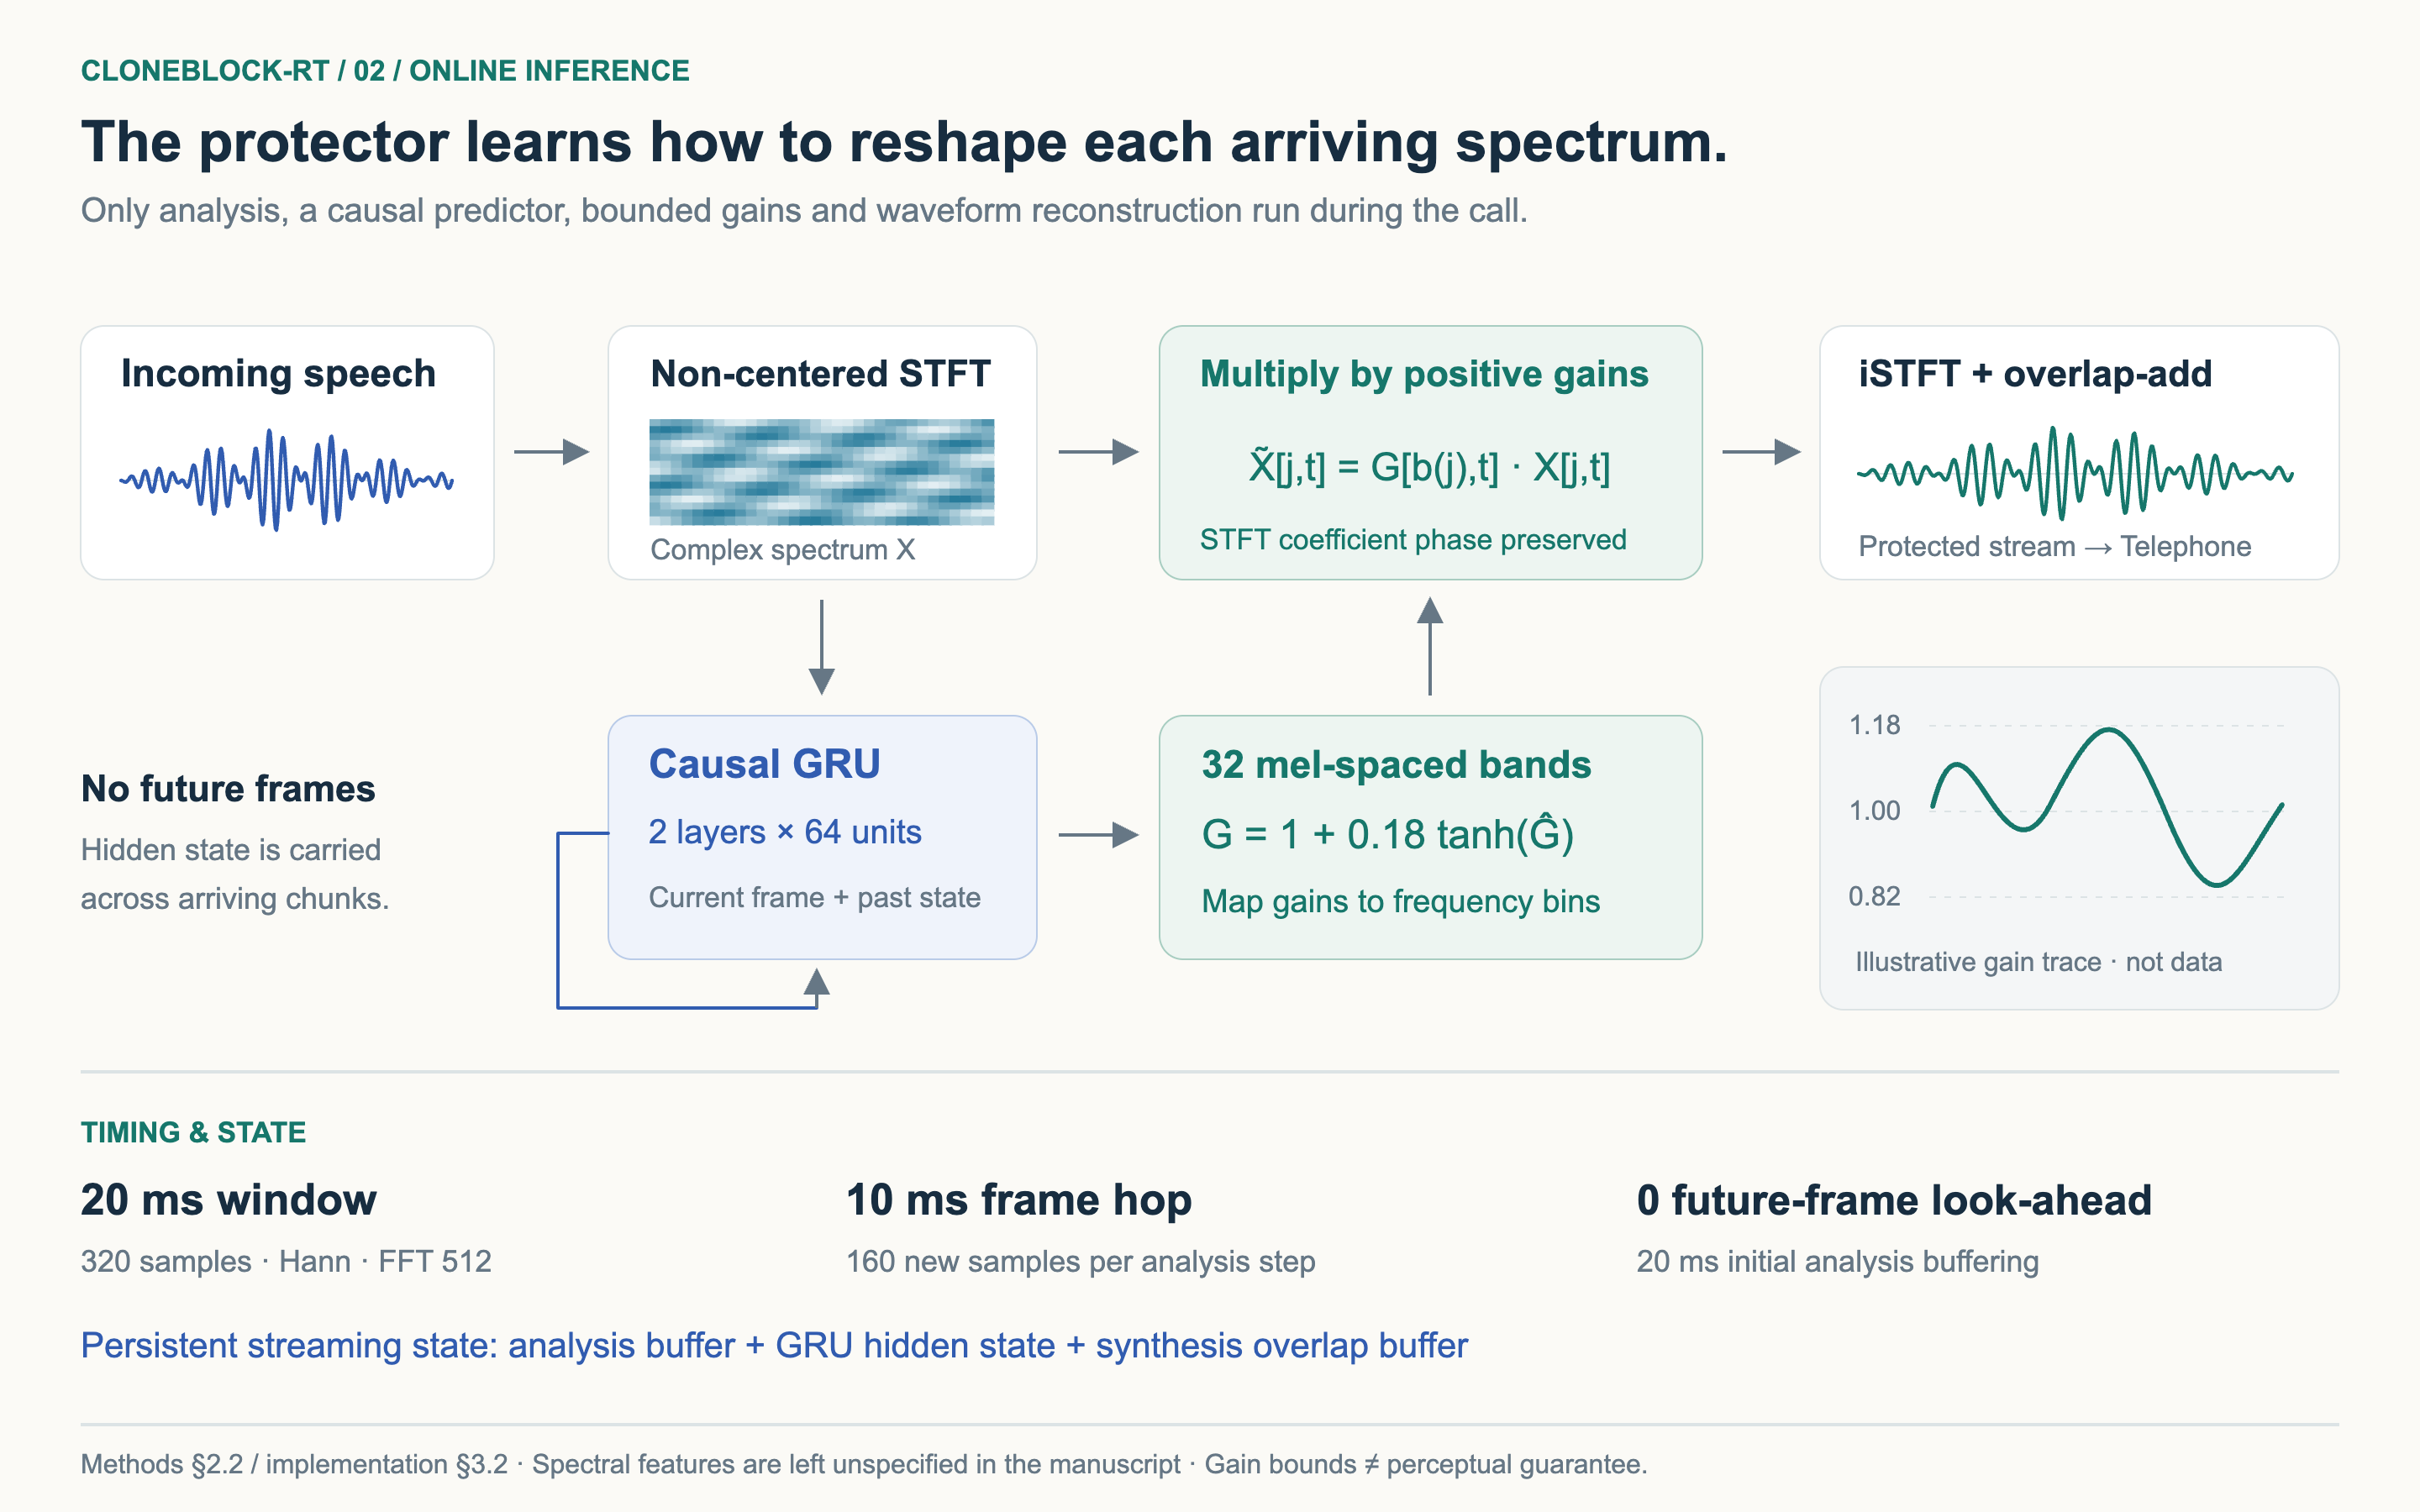 CLONEBLOCK-RT / 02 / ONLINE INFERENCE
The protector learns how to reshape each arriving spectrum.
Only analysis, a causal predictor, bounded gains and waveform reconstruction run during the call.
Incoming speech
Non-centered STFT
Complex spectrum X
Multiply by positive gains
X̃[j,t] = G[b(j),t] · X[j,t]
STFT coefficient phase preserved
iSTFT + overlap-add
Protected stream → Telephone
No future frames
Hidden state is carried
across arriving chunks.
Causal GRU
2 layers × 64 units
Current frame + past state
32 mel-spaced bands
G = 1 + 0.18 tanh(Ĝ)
Map gains to frequency bins
1.18
1.00
0.82
Illustrative gain trace · not data
TIMING & STATE
20 ms window
320 samples · Hann · FFT 512
10 ms frame hop
160 new samples per analysis step
0 future-frame look-ahead
20 ms initial analysis buffering
Persistent streaming state: analysis buffer + GRU hidden state + synthesis overlap buffer
Methods §2.2 / implementation §3.2 · Spectral features are left unspecified in the manuscript · Gain bounds ≠ perceptual guarantee.